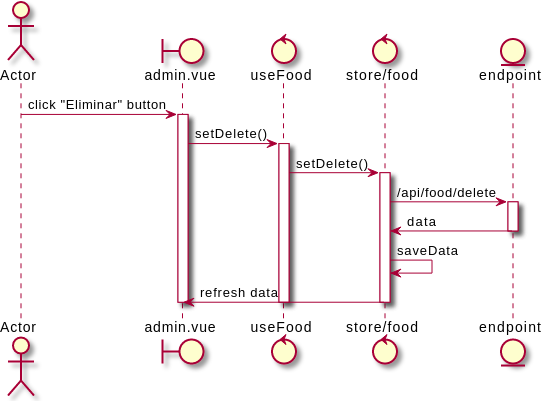 Actor
admin.vue
useFood
store/food
endpoint
click "Eliminar" button
setDelete()
setDelete()
/api/food/delete
data
saveData
refresh data
Actor
admin.vue
useFood
store/food
endpoint